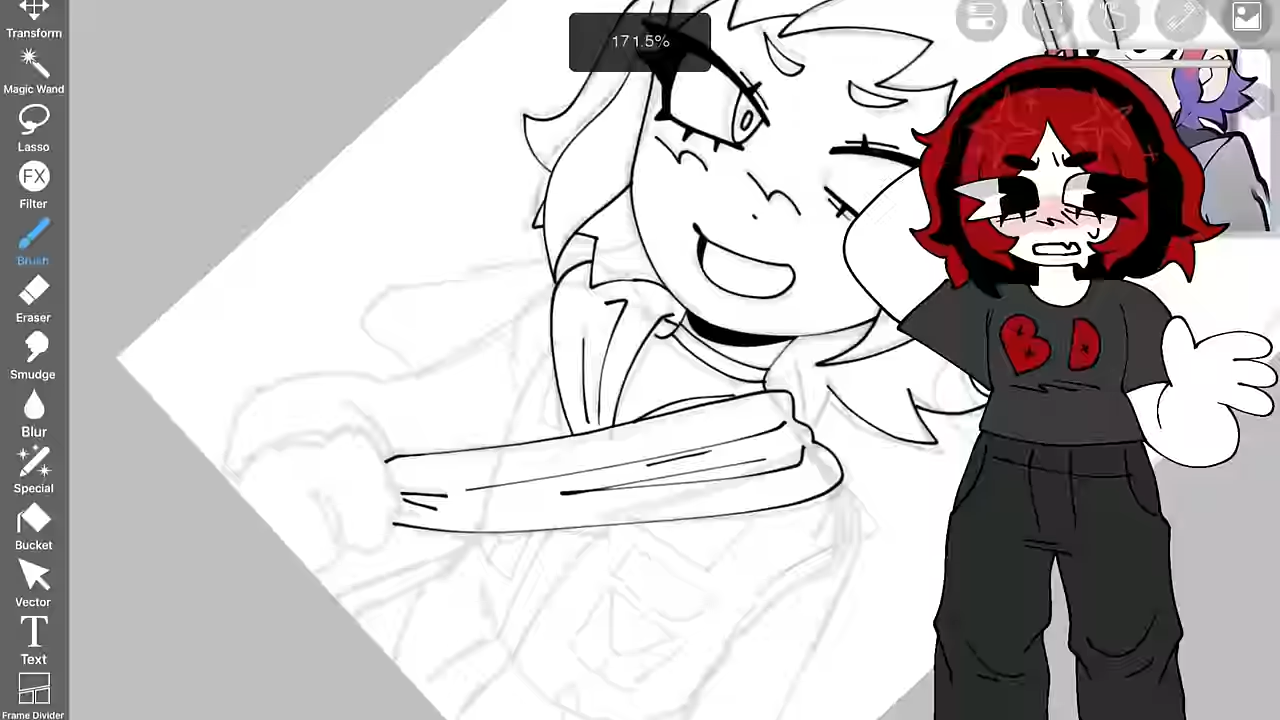 Transform
171.5%
Magic Wand
Lasso
FX
Filter
Brush
Eraser
Smudge
Blur
Special
Bucket
Vector
T
Text
Frame Divider
B D